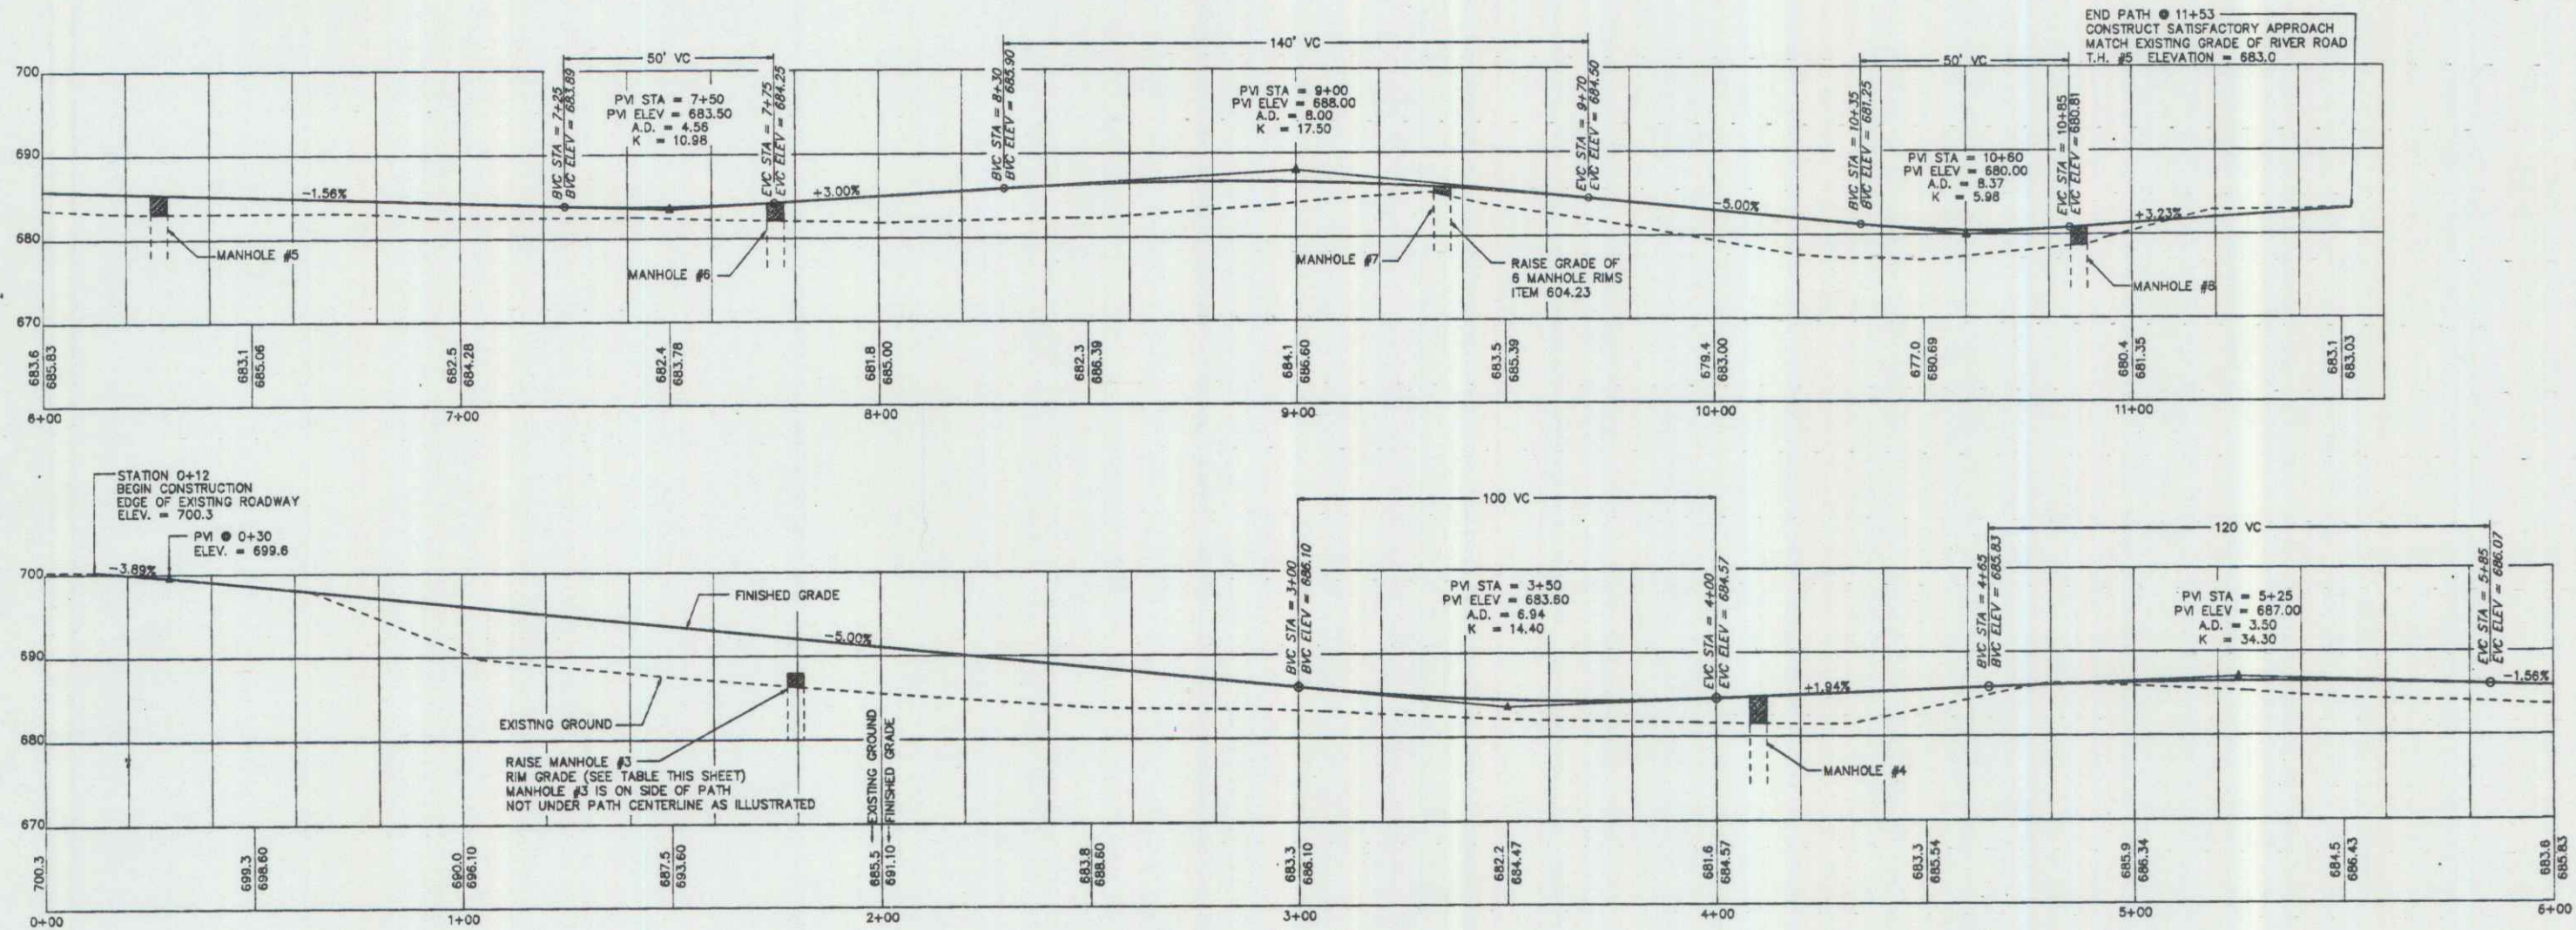 END PATH @ 11+53
CONSTRUCT SATISFACTORY APPROACH
MATCH EXISTING GRADE OF RIVER ROAD
T.H. #5 ELEVATION = 683.0
50' VC
140' VC
50' VC
BVC STA = 7+25
BVC ELEV = 683.89
PVI STA = 7+50
PVI ELEV = 683.50
A.D. = 4.56
K = 10.98
EVC STA = 7+75
EVC ELEV = 684.25
BVC STA = 8+30
BVC ELEV = 685.90
PVI STA = 9+00
PVI ELEV = 688.00
A.D. = 8.00
K = 17.50
EVC STA = 9+70
EVC ELEV = 684.50
BVC STA = 10+35
BVC ELEV = 681.25
PVI STA = 10+60
PVI ELEV = 680.00
A.D. = 8.37
K = 5.98
EVC STA = 10+85
EVC ELEV = 680.81
700
690
680
670
-1.56%
+3.00%
-5.00%
+3.23%
MANHOLE #5
MANHOLE #6
MANHOLE #7
RAISE GRADE OF
6 MANHOLE RIMS
ITEM 604.23
MANHOLE #8
683.6
685.83
683.1
685.06
682.5
684.28
682.4
683.78
681.8
685.00
682.3
686.39
684.1
686.60
683.5
685.39
679.4
683.00
677.0
680.69
680.4
681.35
683.1
683.03
6+00 7+00 8+00 9+00 10+00 11+00
STATION 0+12
BEGIN CONSTRUCTION
EDGE OF EXISTING ROADWAY
ELEV. = 700.3
PVI @ 0+30
ELEV. = 699.6
100 VC
120 VC
BVC STA = 3+00
BVC ELEV = 686.10
PVI STA = 3+50
PVI ELEV = 683.60
A.D. = 6.94
K = 14.40
EVC STA = 4+00
EVC ELEV = 684.57
BVC STA = 4+65
BVC ELEV = 685.83
PVI STA = 5+25
PVI ELEV = 687.00
A.D. = 3.50
K = 34.30
EVC STA = 5+85
EVC ELEV = 686.07
700
690
680
670
-3.89%
-5.00%
+1.94%
-1.56%
FINISHED GRADE
EXISTING GROUND
RAISE MANHOLE #3
RIM GRADE (SEE TABLE THIS SHEET)
MANHOLE #3 IS ON SIDE OF PATH
NOT UNDER PATH CENTERLINE AS ILLUSTRATED
EXISTING GROUND
FINISHED GRADE
MANHOLE #4
700.3
699.3
698.60
690.0
696.10
687.5
693.60
685.5
691.10
683.8
688.60
683.3
686.10
682.2
684.47
681.6
684.57
683.3
685.54
685.9
686.34
684.5
686.43
683.6
685.83
0+00 1+00 2+00 3+00 4+00 5+00 6+00